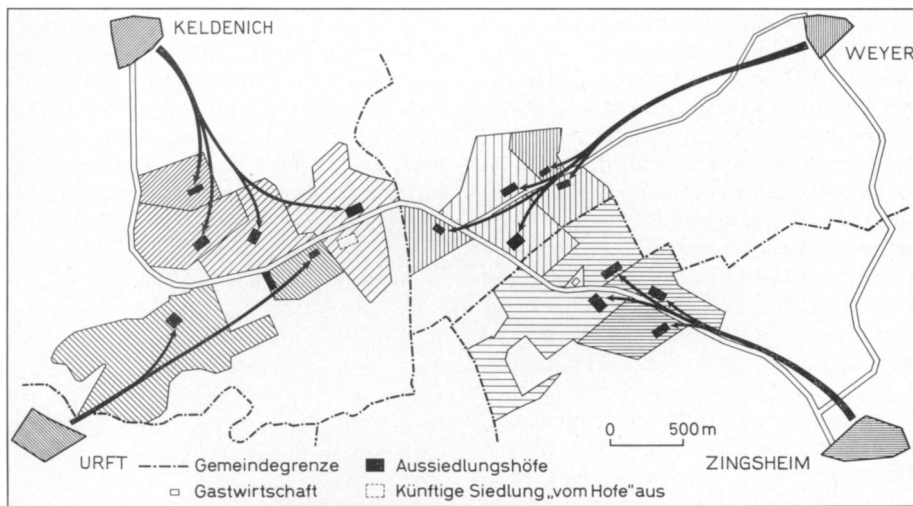 KELDENICH
WEYER
0 500 m
URFT
ZINGSHEIM
Gemeindegrenze
Aussiedlungshöfe
Gastwirtschaft
Künftige Siedlung „vom Hofe" aus